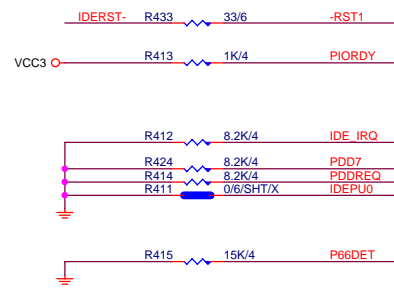 IDERST- R433 33/6 -RST1
R413 1K/4 PIORDY
VCC3
R412 8.2K/4 IDE_IRQ
R424 8.2K/4 PDD7
R414 8.2K/4 PDDREQ
R411 0/6/SHT/X IDEPU0
R415 15K/4 P66DET